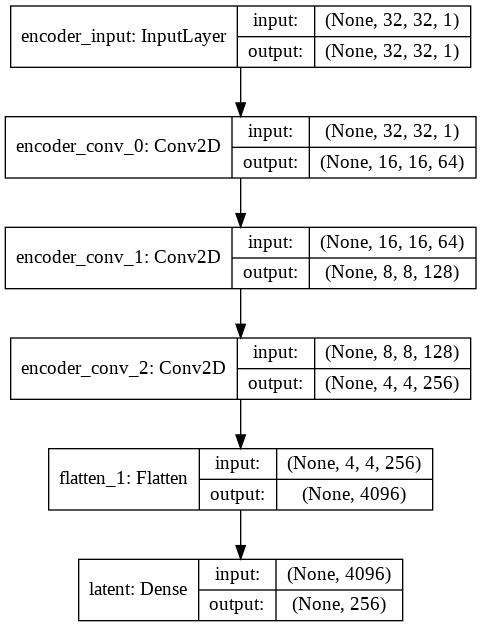 encoder_input: InputLayer
input: (None, 32, 32, 1)
output: (None, 32, 32, 1)
encoder_conv_0: Conv2D
input: (None, 32, 32, 1)
output: (None, 16, 16, 64)
encoder_conv_1: Conv2D
input: (None, 16, 16, 64)
output: (None, 8, 8, 128)
encoder_conv_2: Conv2D
input: (None, 8, 8, 128)
output: (None, 4, 4, 256)
flatten_1: Flatten
input: (None, 4, 4, 256)
output: (None, 4096)
latent: Dense
input: (None, 4096)
output: (None, 256)